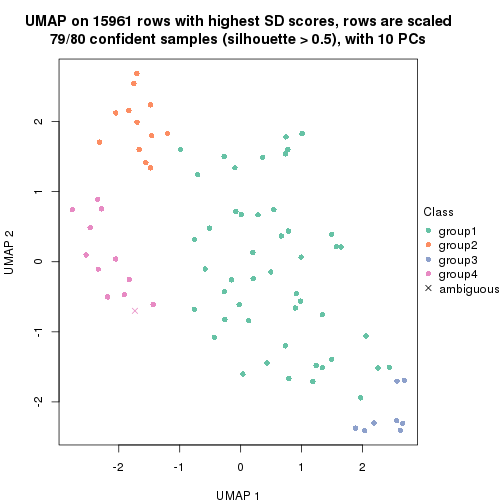 UMAP on 15961 rows with highest SD scores, rows are scaled
79/80 confident samples (silhouette > 0.5), with 10 PCs
2
1
0
-1
-2
UMAP 2
-2
-1
0
1
2
UMAP 1
Class
group1
group2
group3
group4
ambiguous